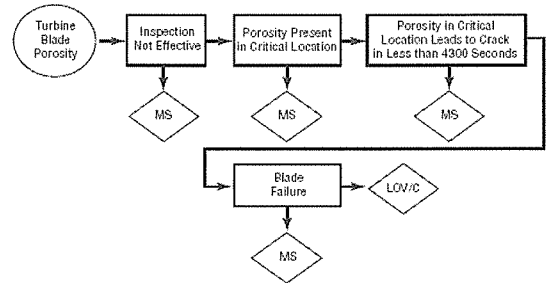 Turbine
Blade
Porosity
Inspection
Not Effective
Porosity Present
in Critical Location
Porosity in Critical
Location Leads to Crack
in Less than 4300 Seconds
MS
MS
MS
Blade
Failure
LOV/C
MS